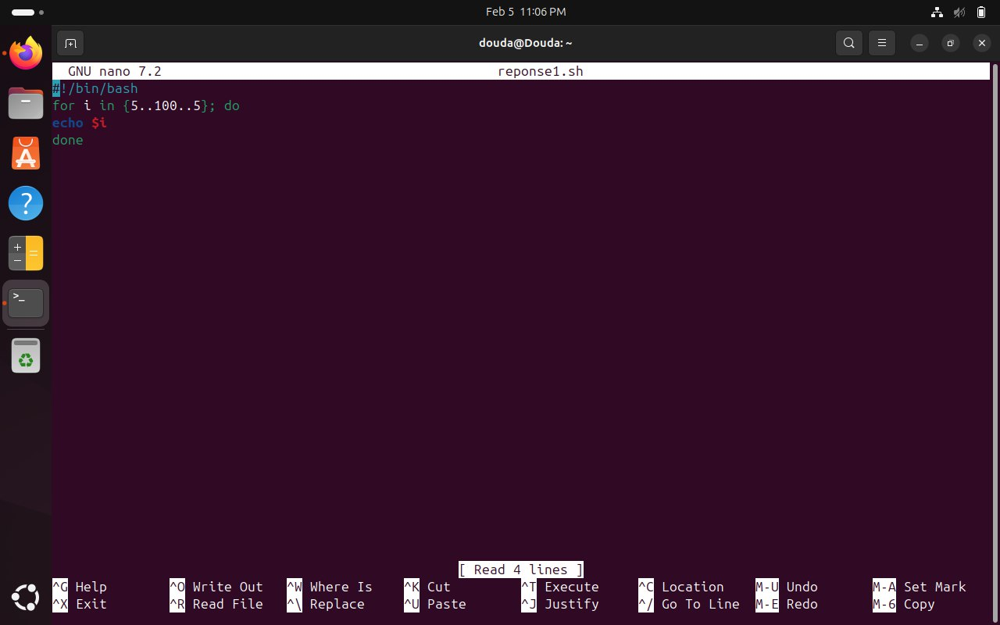 Feb 5 11:06 PM
douda@Douda: ~
GNU nano 7.2 reponse1.sh
#!/bin/bash
for i in {5..100..5}; do
echo $i
done
[ Read 4 lines ]
^G Help ^O Write Out ^W Where Is ^K Cut ^T Execute ^C Location M-U Undo M-A Set Mark
^X Exit ^R Read File ^\ Replace ^U Paste ^J Justify ^/ Go To Line M-E Redo M-6 Copy